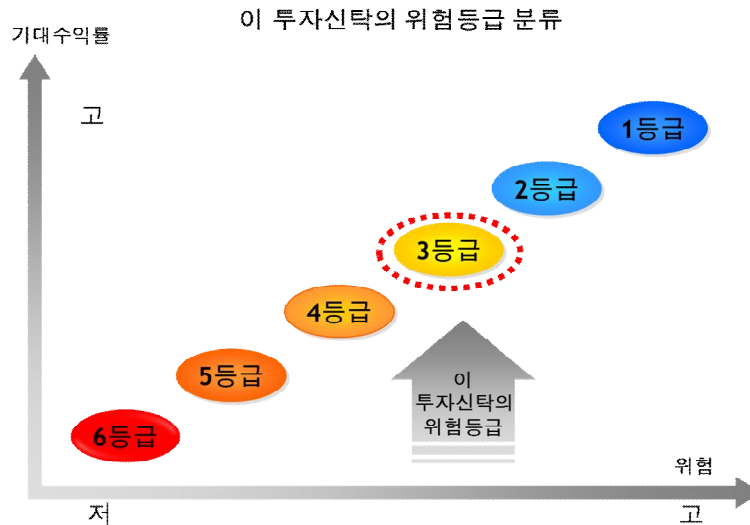 이 투자신탁의 위험등급 분류
기대수익률
고
1등급
2등급
3등급
4등급
5등급
6등급
이
투자신탁의
위험등급
위험
저
고